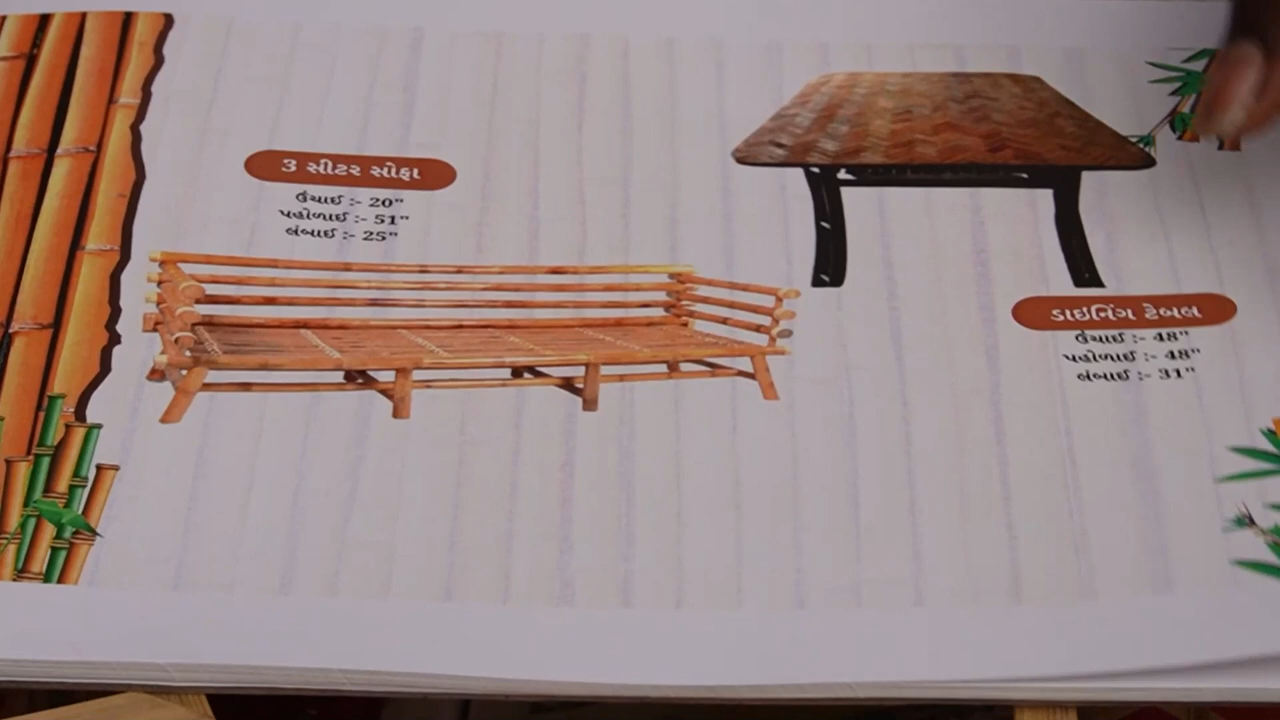 3 સીટર સોફા
ઉંચાઈ :- 20"
પહોળાઈ :- 51"
લંબાઈ :- 25"
ડાઇનિંગ ટેબલ
ઉંચાઈ :- 48"
પહોળાઈ :- 48"
લંબાઈ :- 31"